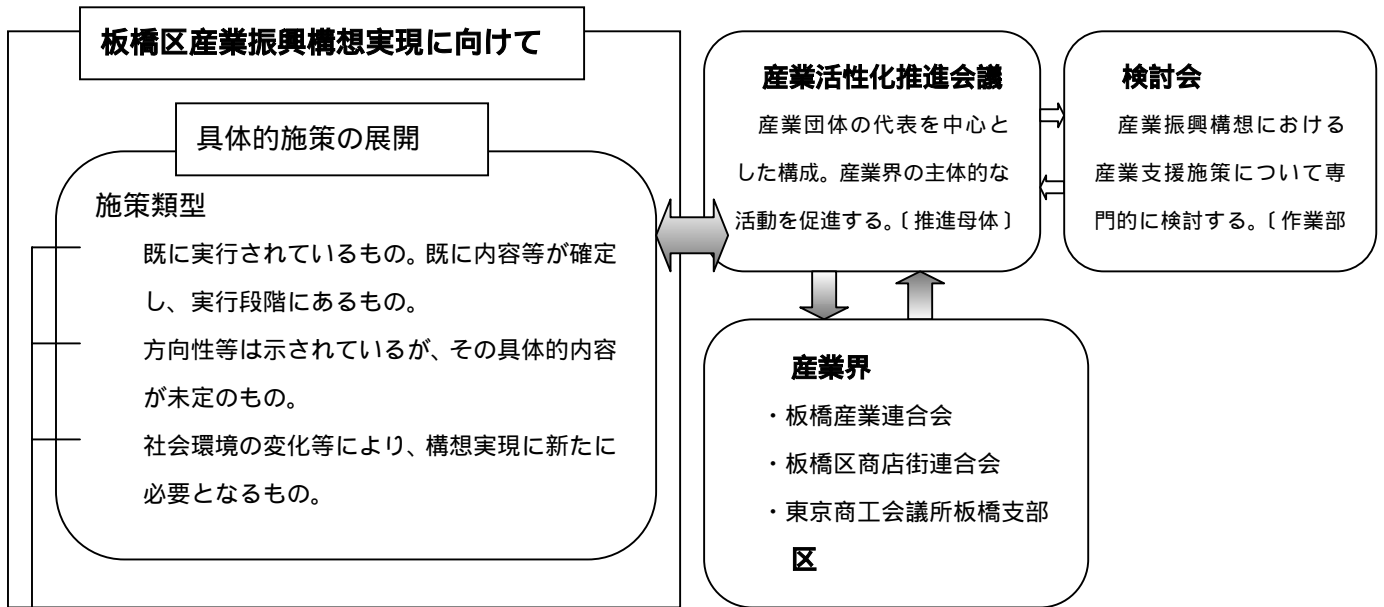 板橋区産業振興構想実現に向けて
具体的施策の展開
施策類型
既に実行されているもの。既に内容等が確定
し、実行段階にあるもの。
方向性等は示されているが、その具体的内容
が未定のもの。
社会環境の変化等により、構想実現に新たに
必要となるもの。
産業活性化推進会議
産業団体の代表を中心と
した構成。産業界の主体的な
活動を促進する。〔推進母体〕
検討会
産業振興構想における
産業支援施策について専
門的に検討する。〔作業部
産業界
・板橋産業連合会
・板橋区商店街連合会
・東京商工会議所板橋支部
区